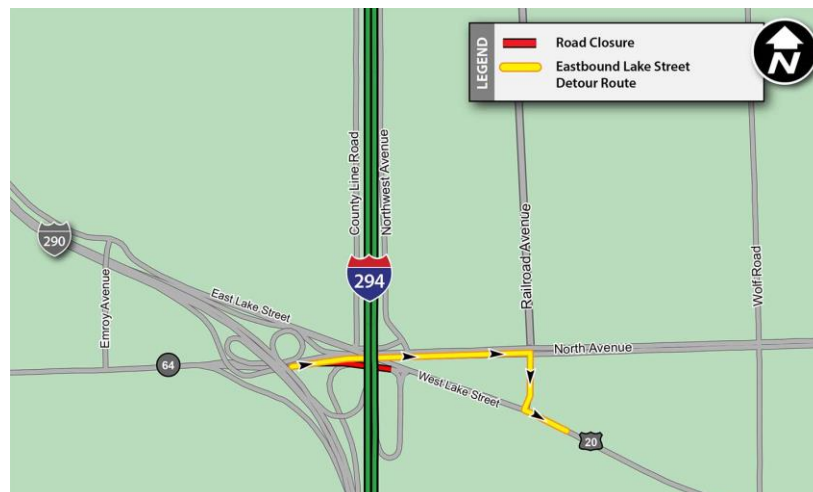 LEGEND
Road Closure
Eastbound Lake Street
Detour Route
N
County Line Road
Northwest Avenue
Railroad Avenue
Wolf Road
290
Emroy Avenue
294
East Lake Street
North Avenue
64
West Lake Street
20